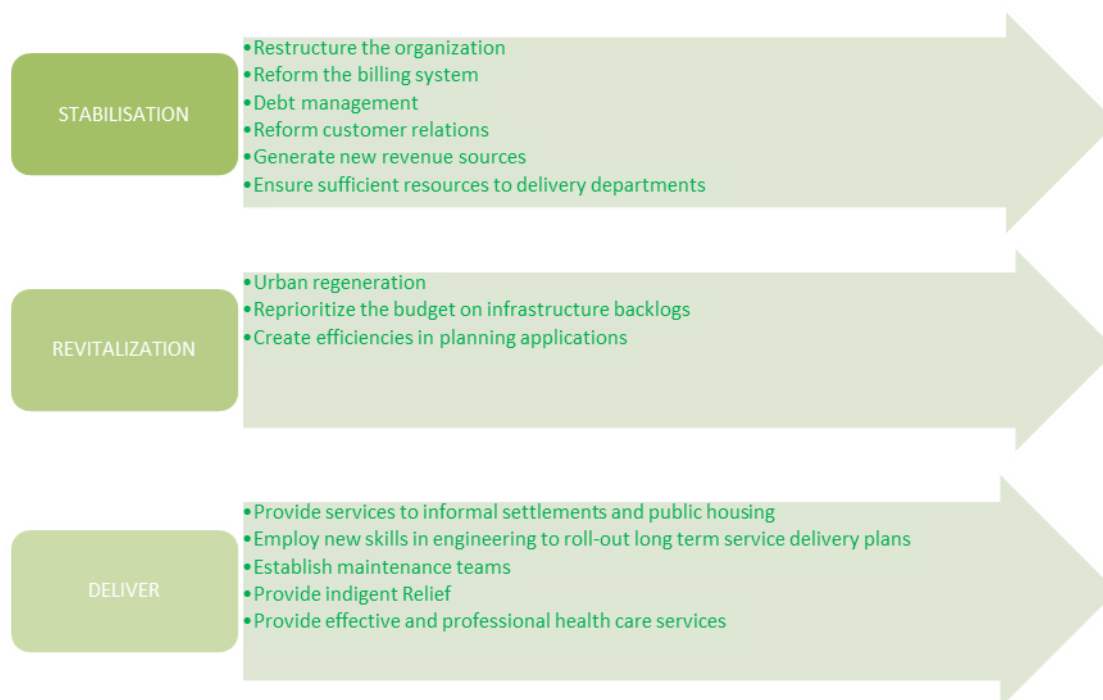 STABILISATION
•Restructure the organization
•Reform the billing system
•Debt management
•Reform customer relations
•Generate new revenue sources
•Ensure sufficient resources to delivery departments
REVITALIZATION
•Urban regeneration
•Reprioritize the budget on infrastructure backlogs
•Create efficiencies in planning applications
DELIVER
•Provide services to informal settlements and public housing
•Employ new skills in engineering to roll-out long term service delivery plans
•Establish maintenance teams
•Provide indigent Relief
•Provide effective and professional health care services